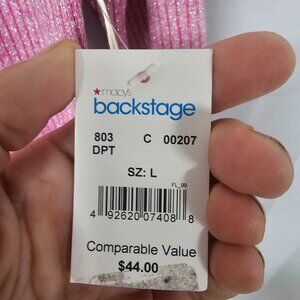 macys
backstage
803 C 00207
DPT
SZ: L
FL_99
4 92620 07408 8
Comparable Value
$44.00